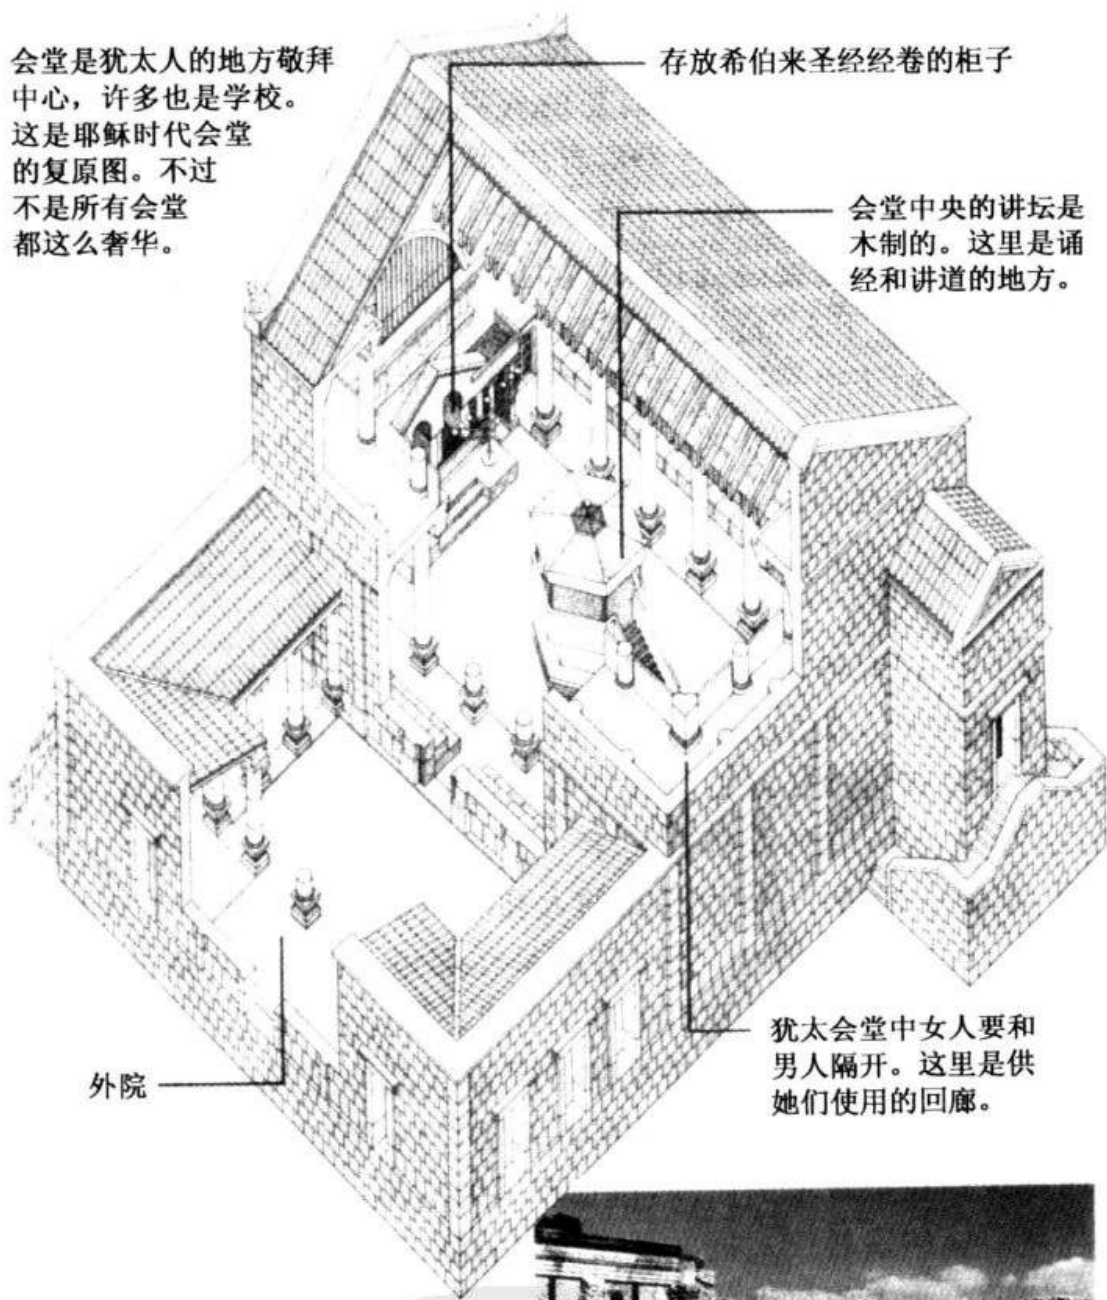 会堂是犹太人的地方敬拜
中心，许多也是学校。
这是耶稣时代会堂
的复原图。不过
不是所有会堂
都这么奢华。
存放希伯来圣经经卷的柜子
会堂中央的讲坛是
木制的。这里是诵
经和讲道的地方。
犹太会堂中女人要和
男人隔开。这里是供
她们使用的回廊。
外院